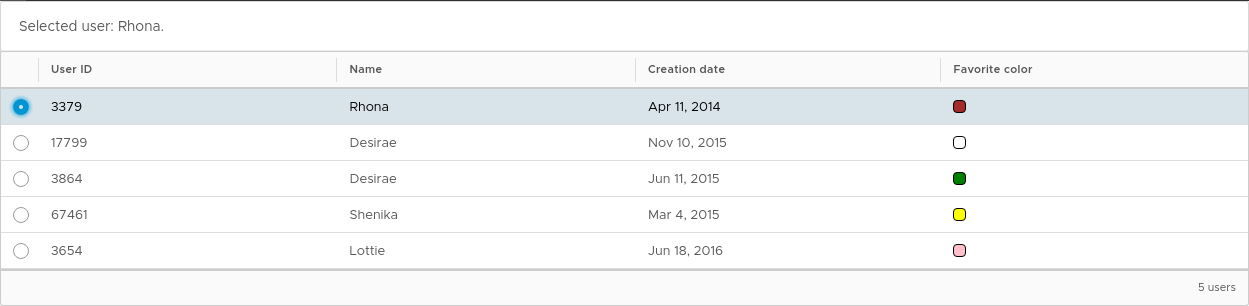 Selected user: Rhona.
User ID Name Creation date Favorite color
3379 Rhona Apr 11, 2014
17799 Desirae Nov 10, 2015
3864 Desirae Jun 11, 2015
67461 Shenika Mar 4, 2015
3654 Lottie Jun 18, 2016
5 users